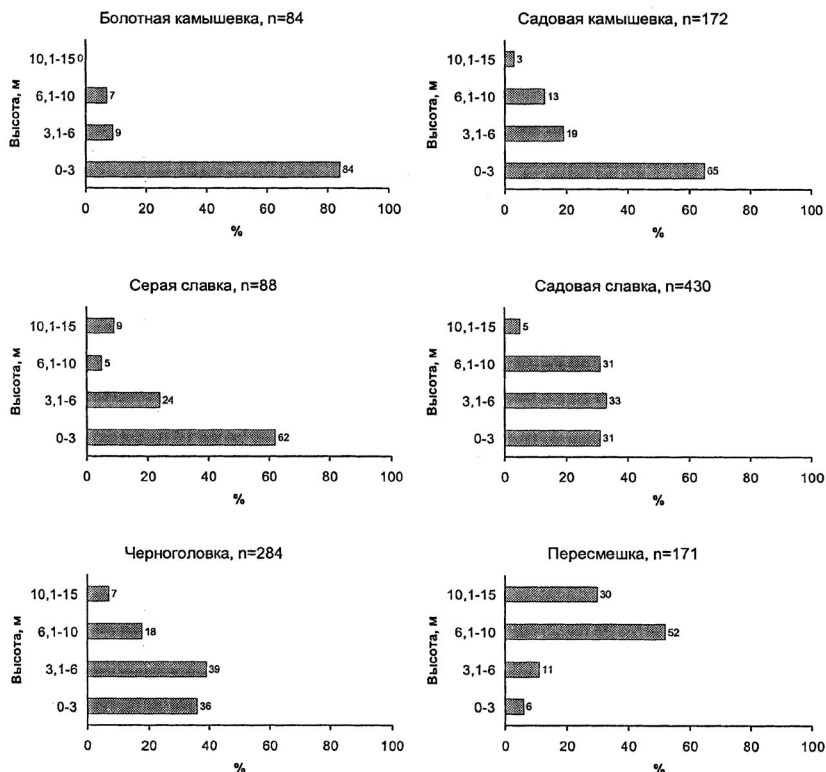 Болотная камышевка, n=84
Высота, м
10,1-15 0
6,1-10 7
3,1-6 9
0-3 84
0 20 40 60 80 100
%
Садовая камышевка, n=172
Высота, м
10,1-15 3
6,1-10 13
3,1-6 19
0-3 65
0 20 40 60 80 100
%
Серая славка, n=88
Высота, м
10,1-15 9
6,1-10 5
3,1-6 24
0-3 62
0 20 40 60 80 100
%
Садовая славка, n=430
Высота, м
10,1-15 5
6,1-10 31
3,1-6 33
0-3 31
0 20 40 60 80 100
%
Черноголовка, n=284
Высота, м
10,1-15 7
6,1-10 18
3,1-6 39
0-3 36
0 20 40 60 80 100
%
Пересмешка, n=171
Высота, м
10,1-15 30
6,1-10 52
3,1-6 11
0-3 6
0 20 40 60 80 100
%